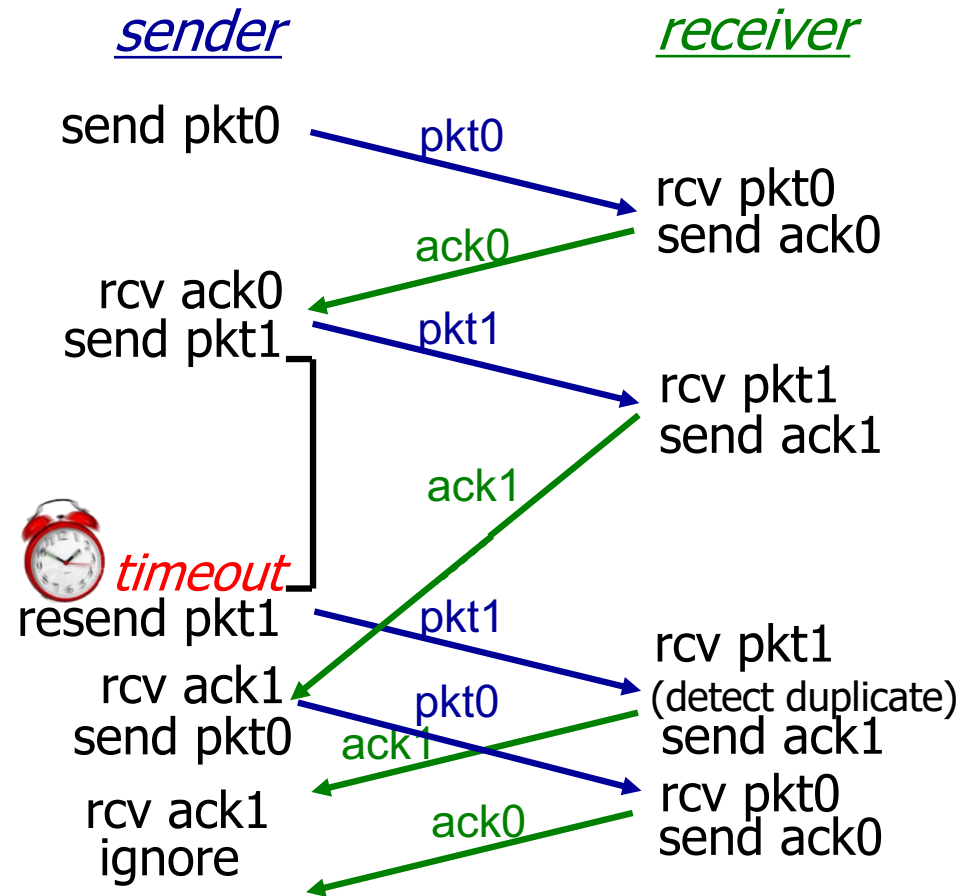 sender
receiver
send pkt0
pkt0
rcv pkt0
send ack0
ack0
rcv ack0
send pkt1
pkt1
rcv pkt1
send ack1
ack1
timeout
resend pkt1
pkt1
rcv pkt1
(detect duplicate)
send ack1
rcv ack1
send pkt0
pkt0
ack1
rcv pkt0
send ack0
rcv ack1
ignore
ack0